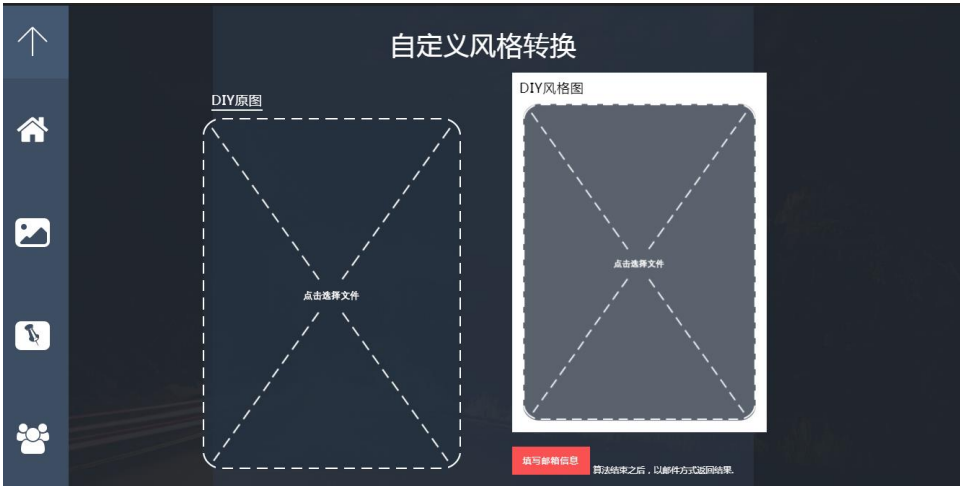 自定义风格转换
DIY原图
DIY风格图
点击选择文件
点击选择文件
填写邮箱信息
算法结束之后，以邮件方式返回结果.